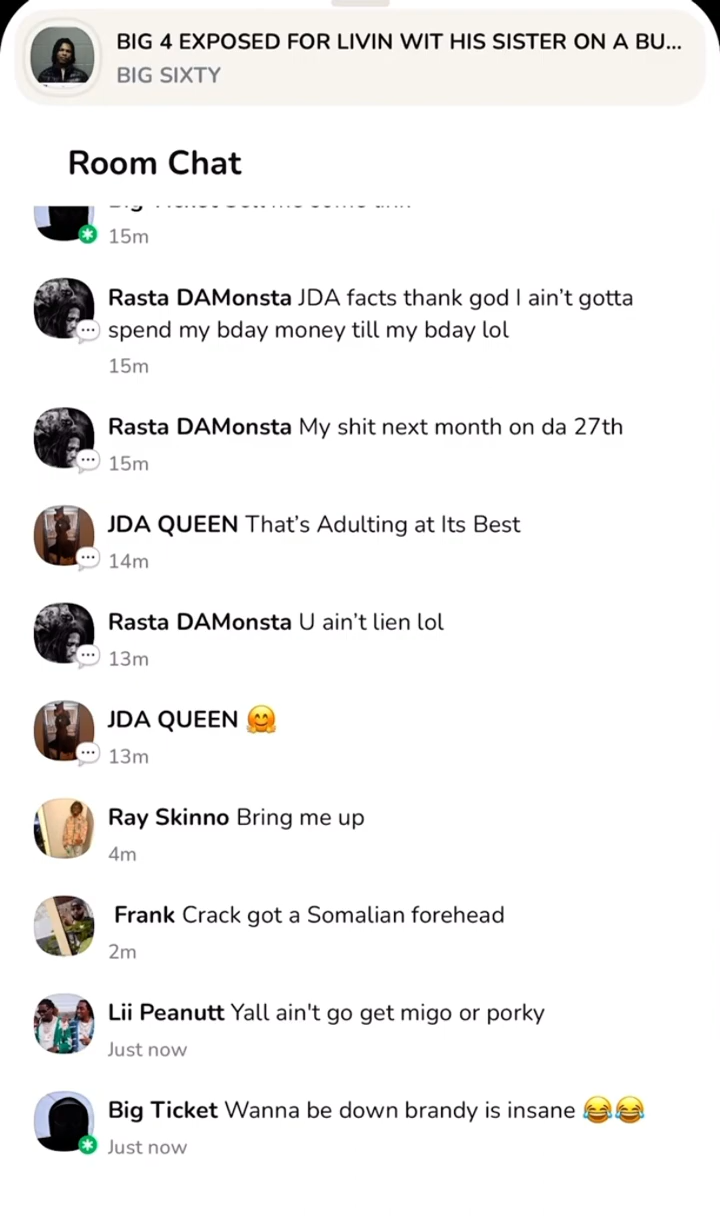 BIG 4 EXPOSED FOR LIVIN WIT HIS SISTER ON A BU...
BIG SIXTY
Room Chat
15m
Rasta DAMonsta JDA facts thank god I ain't gotta
spend my bday money till my bday lol
15m
Rasta DAMonsta My shit next month on da 27th
15m
JDA QUEEN That's Adulting at Its Best
14m
Rasta DAMonsta U ain't lien lol
13m
JDA QUEEN 🤗
13m
Ray Skinno Bring me up
4m
Frank Crack got a Somalian forehead
2m
Lii Peanutt Yall ain't go get migo or porky
Just now
Big Ticket Wanna be down brandy is insane 😂😂
Just now